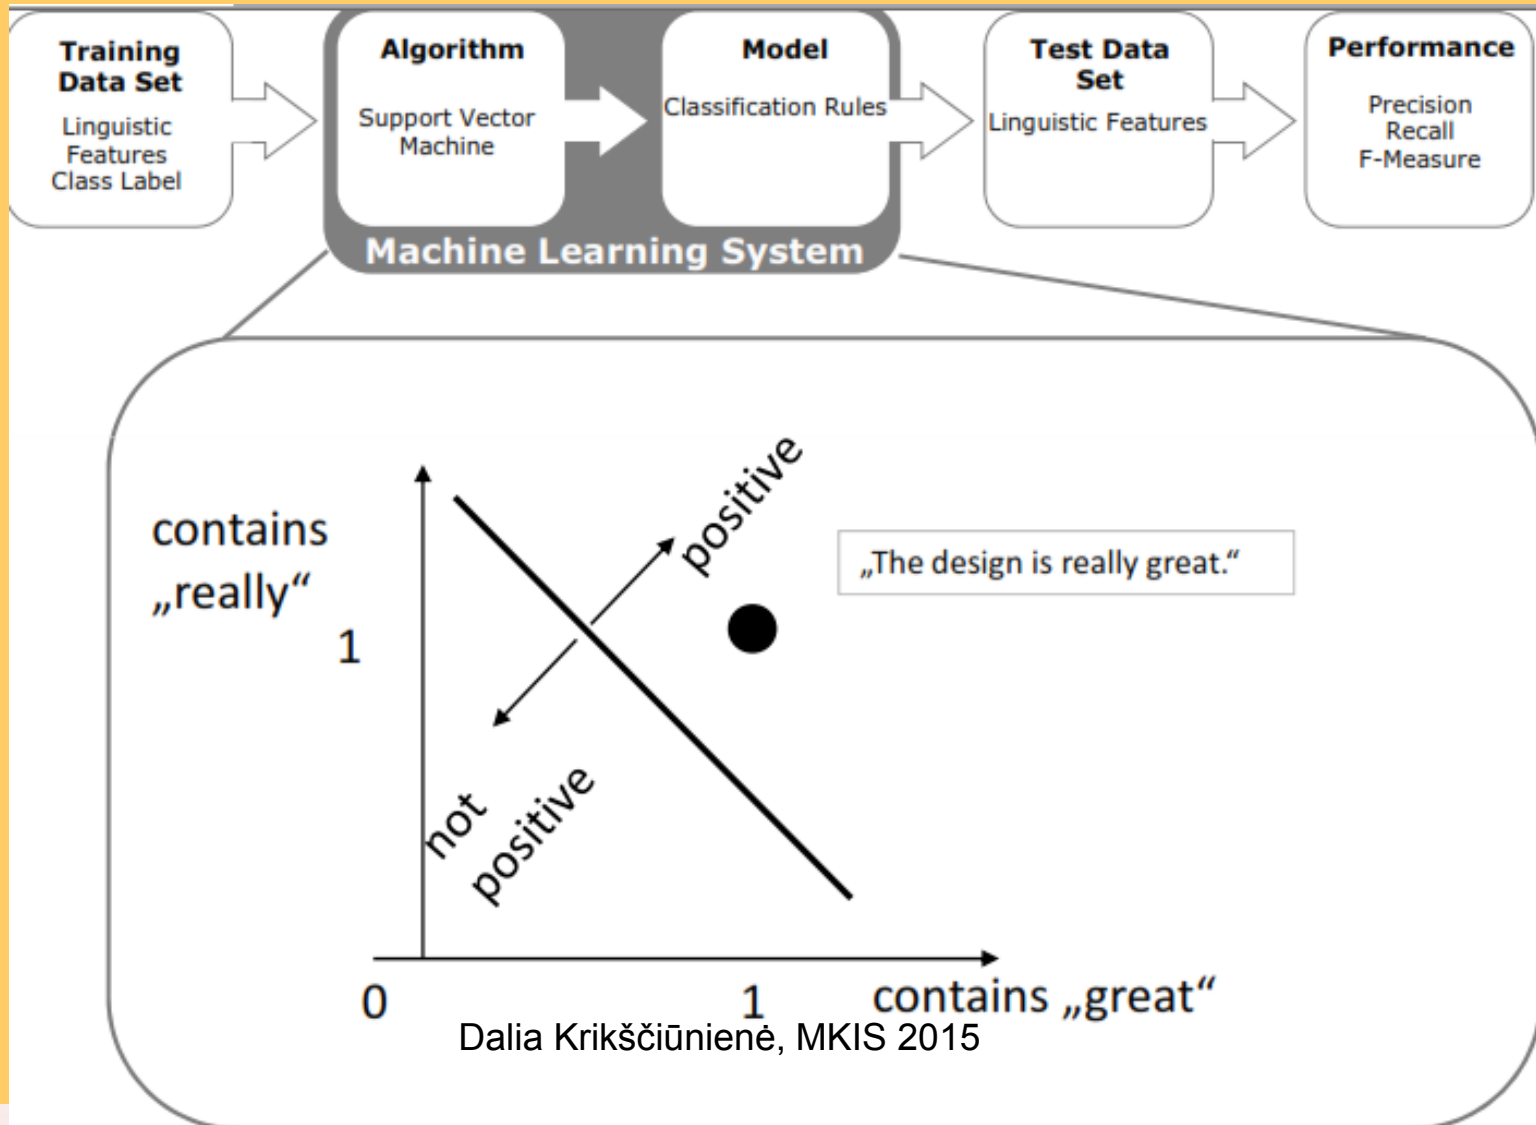 Training
Data Set
Linguistic
Features
Class Label
Algorithm
Support Vector
Machine
Model
Classification Rules
Machine Learning System
Test Data
Set
Linguistic Features
Performance
Precision
Recall
F-Measure
contains
„really“
1
positive
not
positive
„The design is really great.“
0
1
contains „great“
Dalia Krikščiūnienė, MKIS 2015